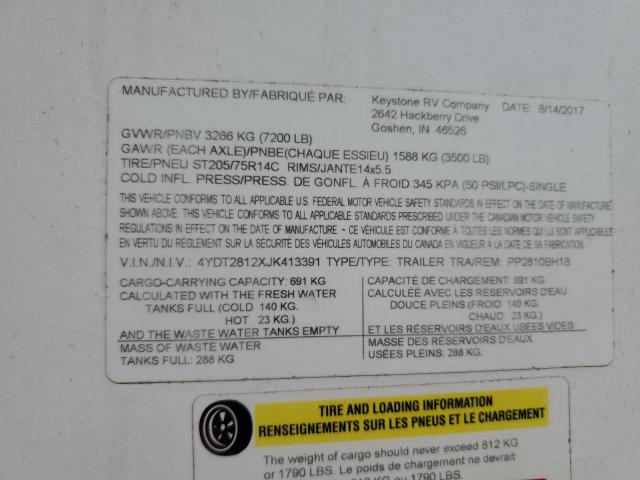 MANUFACTURED BY/FABRIQUÉ PAR: Keystone RV Company DATE: 8/14/2017
2642 Hackberry Drive
Goshen, IN 46526
GVWR/PNBV 3266 KG (7200 LB)
GAWR (EACH AXLE)/PNBE(CHAQUE ESSIEU) 1588 KG (3500 LB)
TIRE/PNEU ST205/75R14C RIMS/JANTE14x5.5
COLD INFL. PRESS/PRESS. DE GONFL. À FROID 345 KPA (50 PSI/LPC)-SINGLE
THIS VEHICLE CONFORMS TO ALL APPLICABLE U.S. FEDERAL MOTOR VEHICLE SAFETY STANDARDS IN EFFECT ON THE DATE OF MANUFACTURE
SHOWN ABOVE. THIS VEHICLE CONFORMS TO ALL APPLICABLE STANDARDS PRESCRIBED UNDER THE CANADIAN MOTOR VEHICLE SAFETY
REGULATIONS IN EFFECT ON THE DATE OF MANUFACTURE. - CE VÉHICULE EST CONFORME À TOUTES LES NORMES QUI LUI SONT APPLICABLES
EN VERTU DU RÈGLEMENT SUR LA SÉCURITÉ DES VÉHICULES AUTOMOBILES DU CANADA EN VIGUEUR À LA DATE DE SA FABRICATION.
V.I.N./N.I.V.: 4YDT2812XJK413391 TYPE/TYPE: TRAILER TRA/REM: PP2810BH18
CARGO-CARRYING CAPACITY: 691 KG
CALCULATED WITH THE FRESH WATER
TANKS FULL (COLD 140 KG.
HOT 23 KG.)
AND THE WASTE WATER TANKS EMPTY
MASS OF WASTE WATER
TANKS FULL: 288 KG
CAPACITÉ DE CHARGEMENT: 691 KG
CALCULÉE AVEC LES RÉSERVOIRS D'EAU
DOUCE PLEINS (FROID 140 KG.
CHAUD 23 KG.)
ET LES RÉSERVOIRS D'EAUX USÉES VIDES
MASSE DES RÉSERVOIR D'EAUX
USÉES PLEINS: 288 KG.
TIRE AND LOADING INFORMATION
RENSEIGNEMENTS SUR LES PNEUS ET LE CHARGEMENT
The weight of cargo should never exceed 812 KG
or 1790 LBS. Le poids de chargement ne devrait
812 KG ou 1790 LBS.